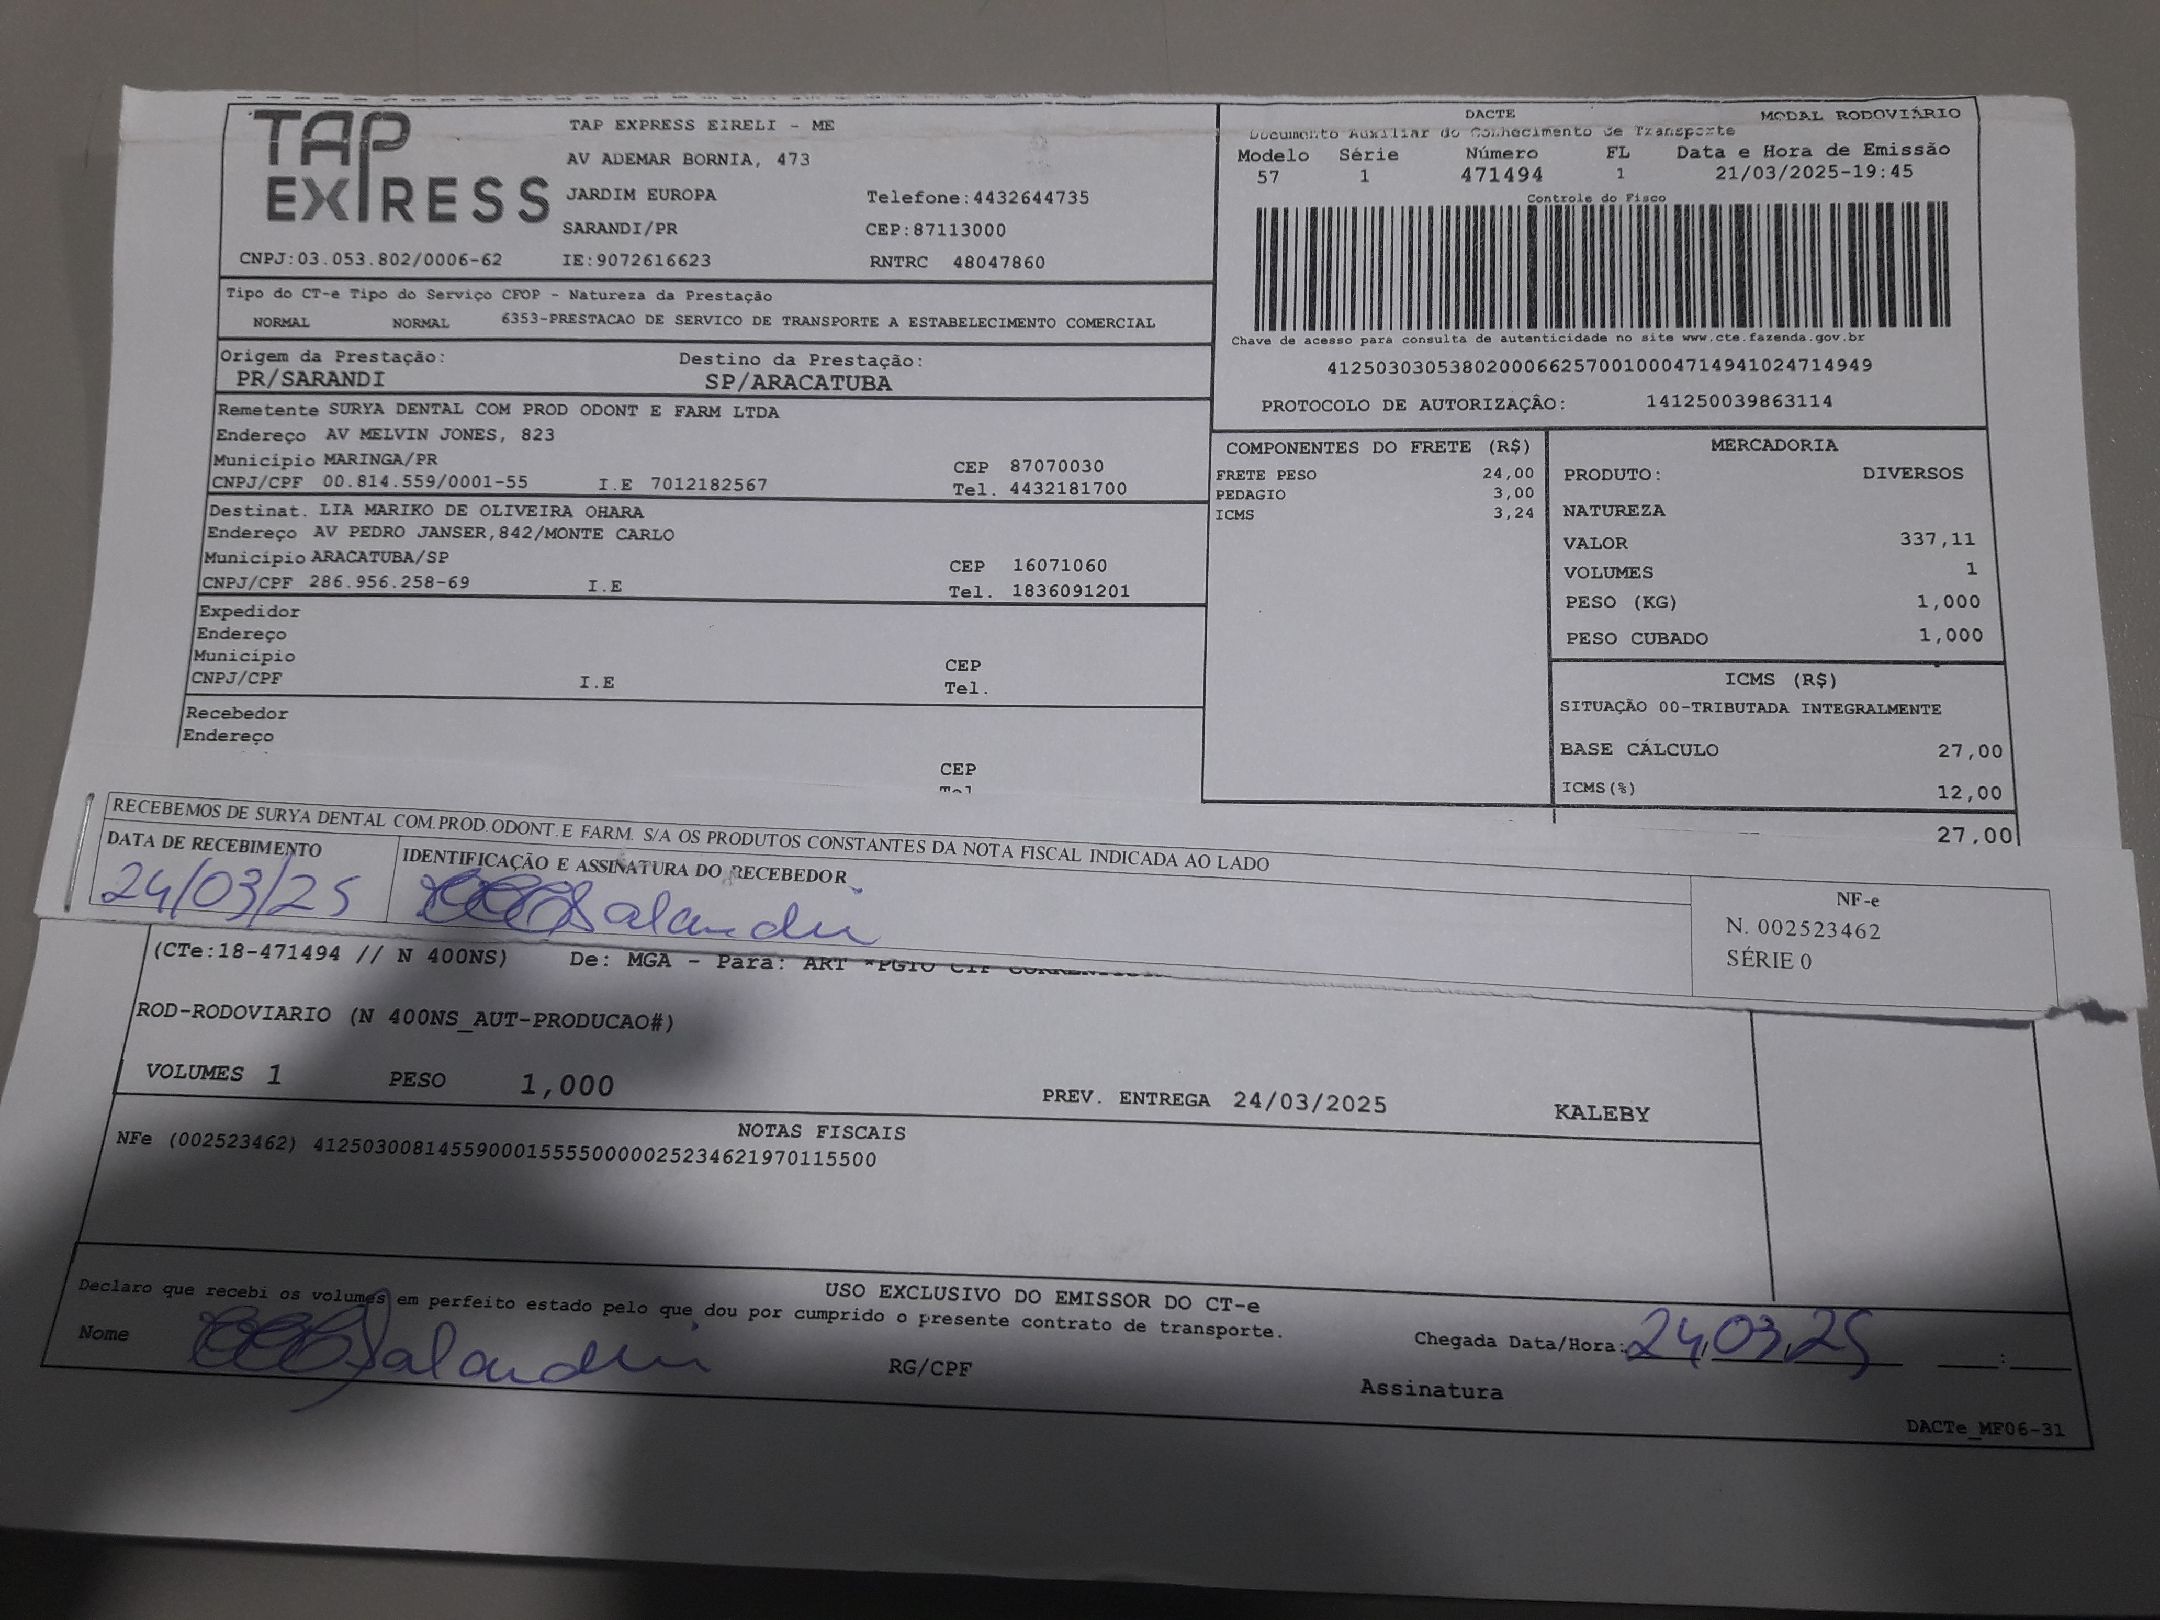 TAP EXPRESS
TAP EXPRESS EIRELI - ME
AV ADEMAR BORNIA, 473
JARDIM EUROPA Telefone:4432644735
SARANDI/PR CEP:87113000
CNPJ:03.053.802/0006-62 IE:9072616623 RNTRC 48047860
DACTE MODAL RODOVIÁRIO
Documento Auxiliar do Conhecimento de Transporte
Modelo Série Número FL Data e Hora de Emissão
57 1 471494 1 21/03/2025-19:45
Controle do Fisco
Chave de acesso para consulta de autenticidade no site www.cte.fazenda.gov.br
41250303053802000662570010004714941024714949
PROTOCOLO DE AUTORIZAÇÃO: 141250039863114
Tipo do CT-e Tipo do Serviço CFOP - Natureza da Prestação
NORMAL NORMAL 6353-PRESTACAO DE SERVICO DE TRANSPORTE A ESTABELECIMENTO COMERCIAL
Origem da Prestação: Destino da Prestação:
PR/SARANDI SP/ARACATUBA
Remetente SURYA DENTAL COM PROD ODONT E FARM LTDA
Endereço AV MELVIN JONES, 823
Município MARINGA/PR CEP 87070030
CNPJ/CPF 00.814.559/0001-55 I.E 7012182567 Tel. 4432181700
Destinat. LIA MARIKO DE OLIVEIRA OHARA
Endereço AV PEDRO JANSER,842/MONTE CARLO
Município ARACATUBA/SP CEP 16071060
CNPJ/CPF 286.956.258-69 I.E Tel. 1836091201
Expedidor
Endereço
Município CEP
CNPJ/CPF I.E Tel.
Recebedor
Endereço
CEP
Tel
COMPONENTES DO FRETE (R$)
FRETE PESO 24,00
PEDAGIO 3,00
ICMS 3,24
MERCADORIA
PRODUTO: DIVERSOS
NATUREZA
VALOR 337,11
VOLUMES 1
PESO (KG) 1,000
PESO CUBADO 1,000
ICMS (R$)
SITUAÇÃO 00-TRIBUTADA INTEGRALMENTE
BASE CÁLCULO 27,00
ICMS(%) 12,00
27,00
RECEBEMOS DE SURYA DENTAL COM.PROD.ODONT.E FARM. S/A OS PRODUTOS CONSTANTES DA NOTA FISCAL INDICADA AO LADO
DATA DE RECEBIMENTO IDENTIFICAÇÃO E ASSINATURA DO RECEBEDOR
24/03/25
NF-e
N. 002523462
SÉRIE 0
(CTe:18-471494 // N 400NS) De: MGA - Para: ART *PGTO CIF
ROD-RODOVIARIO (N 400NS_AUT-PRODUCAO#)
VOLUMES 1 PESO 1,000 PREV. ENTREGA 24/03/2025 KALEBY
NOTAS FISCAIS
NFe (002523462) 41250300814559000155550000025234621970115500
USO EXCLUSIVO DO EMISSOR DO CT-e
Declaro que recebi os volumes em perfeito estado pelo que dou por cumprido o presente contrato de transporte.
Nome RG/CPF Assinatura Chegada Data/Hora: 24/03/25 :
DACTe_MF06-31